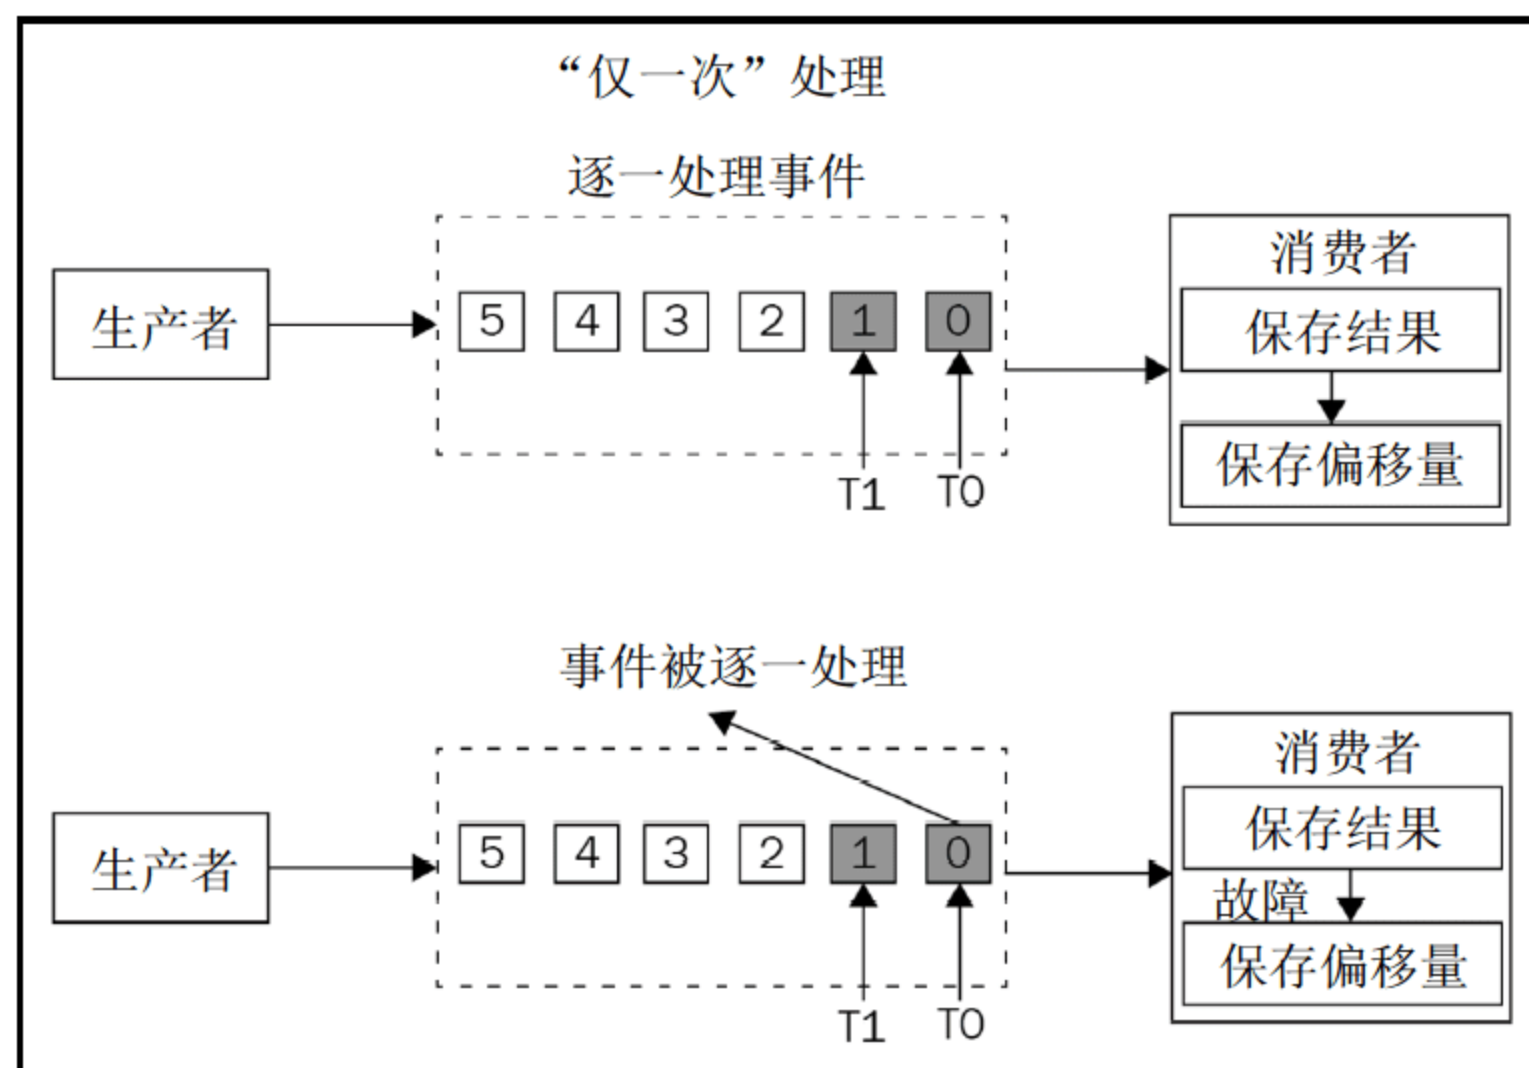 “仅一次”处理
逐一处理事件
消费者
生产者
5 4 3 2 1 0
保存结果
保存偏移量
T1 T0
事件被逐一处理
消费者
生产者
5 4 3 2 1 0
保存结果
故障
保存偏移量
T1 T0